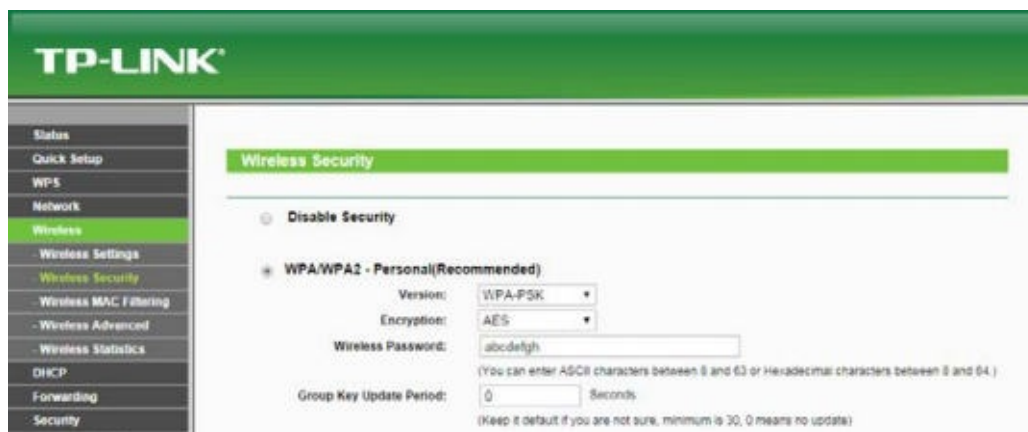 TP-LINK
Status
Quick Setup
WPS
Network
Wireless
- Wireless Settings
- Wireless Security
- Wireless MAC Filtering
- Wireless Advanced
- Wireless Statistics
DHCP
Forwarding
Security
Wireless Security
Disable Security
WPA/WPA2 - Personal(Recommended)
Version: WPA-PSK
Encryption: AES
Wireless Password: abcdefgh
(You can enter ASCII characters between 8 and 63 or Hexadecimal characters between 8 and 64.)
Group Key Update Period: 0 Seconds
(Keep it default if you are not sure, minimum is 30, 0 means no update)